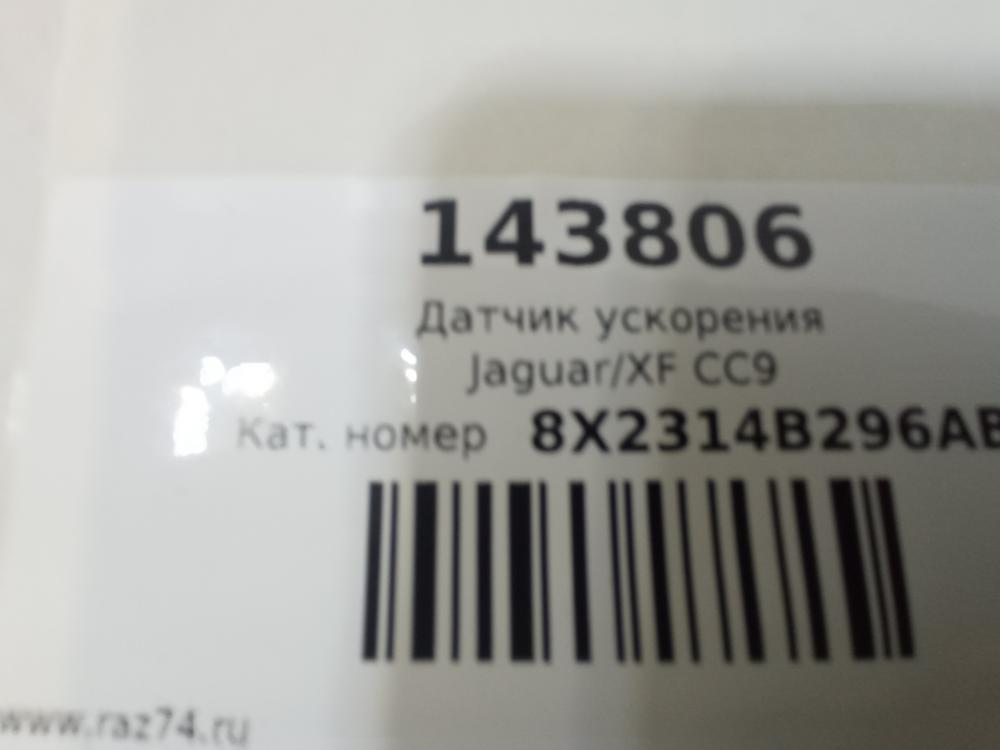 143806
Датчик ускорения
Jaguar/XF CC9
Кат. номер 8X2314B296AB
www.raz74.ru